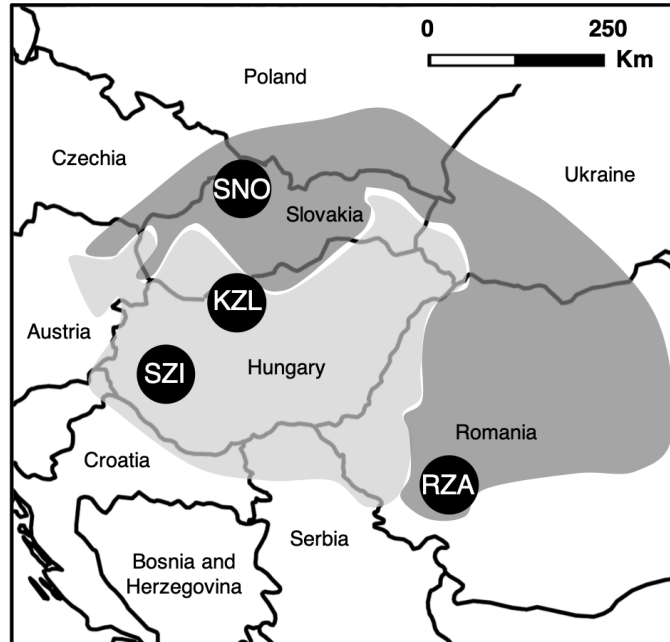 0 250
Km
Poland
Czechia
Ukraine
SNO
Slovakia
KZL
Austria
SZI
Hungary
Romania
Croatia
RZA
Serbia
Bosnia and
Herzegovina